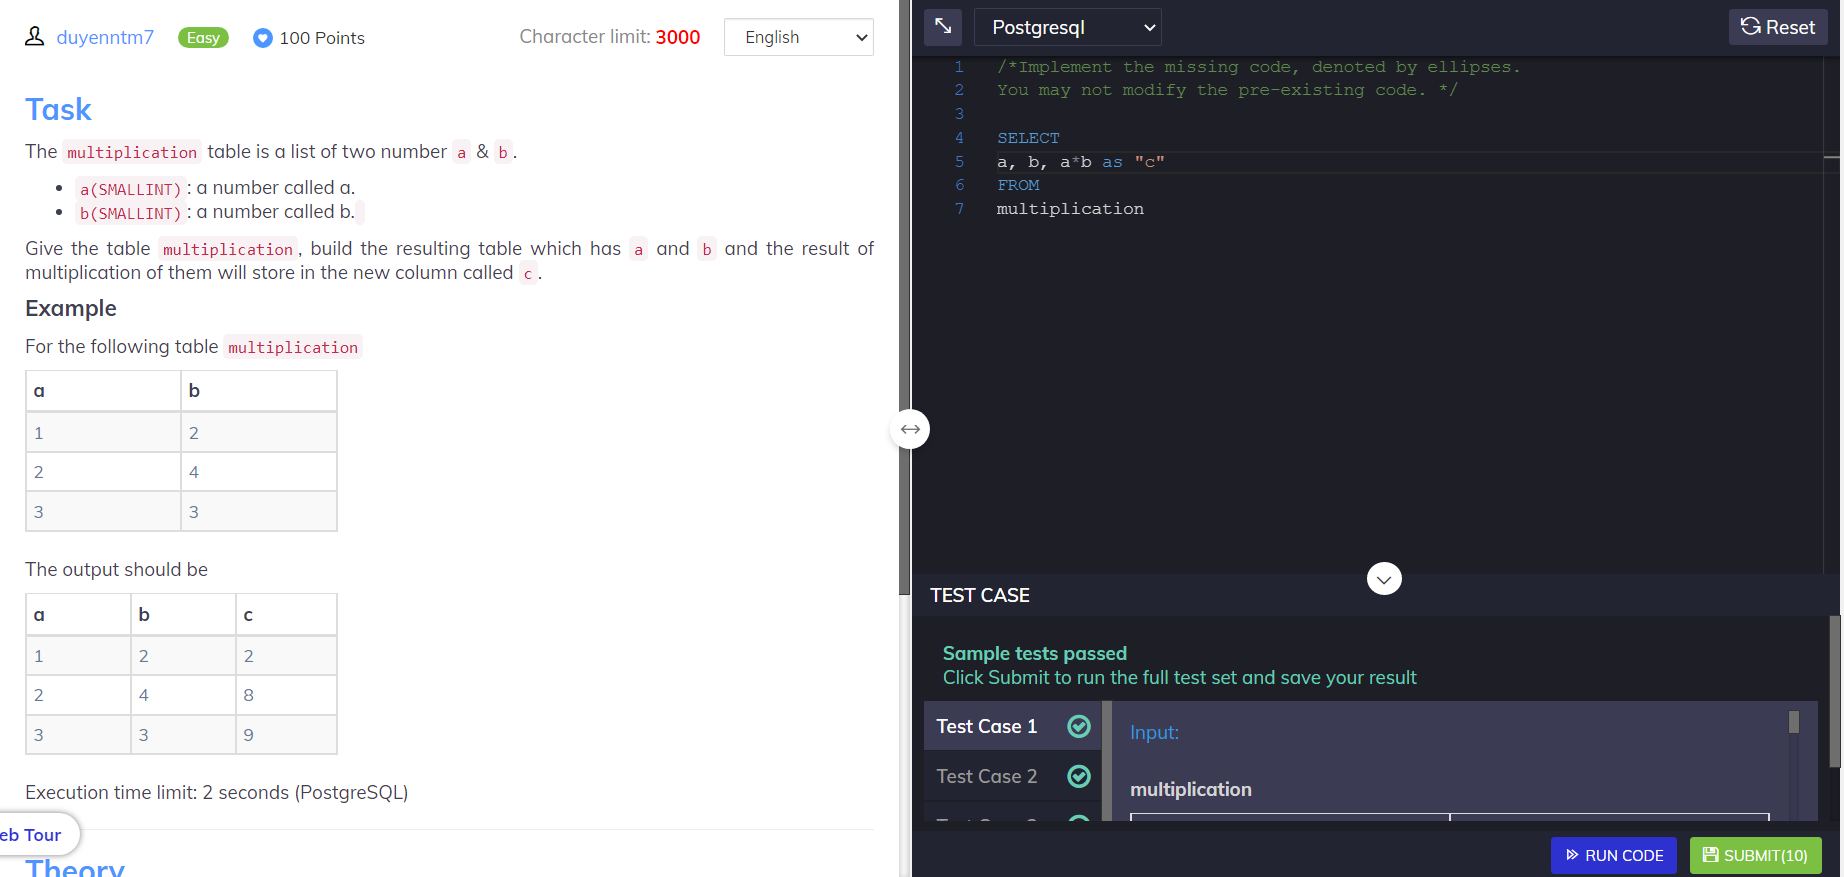 duyenntm7 Easy 100 Points Character limit: 3000 English
Task
The multiplication table is a list of two number a & b.
a(SMALLINT): a number called a.
b(SMALLINT): a number called b.
Give the table multiplication, build the resulting table which has a and b and the result of
multiplication of them will store in the new column called c.
Example
For the following table multiplication
a b
1 2
2 4
3 3
The output should be
a b c
1 2 2
2 4 8
3 3 9
Execution time limit: 2 seconds (PostgreSQL)
eb Tour
Theory
Postgresql Reset
1 /*Implement the missing code, denoted by ellipses.
2 You may not modify the pre-existing code. */
3
4 SELECT
5 a, b, a*b as "c"
6 FROM
7 multiplication
TEST CASE
Sample tests passed
Click Submit to run the full test set and save your result
Test Case 1
Test Case 2
Input:
multiplication
RUN CODE SUBMIT(10)